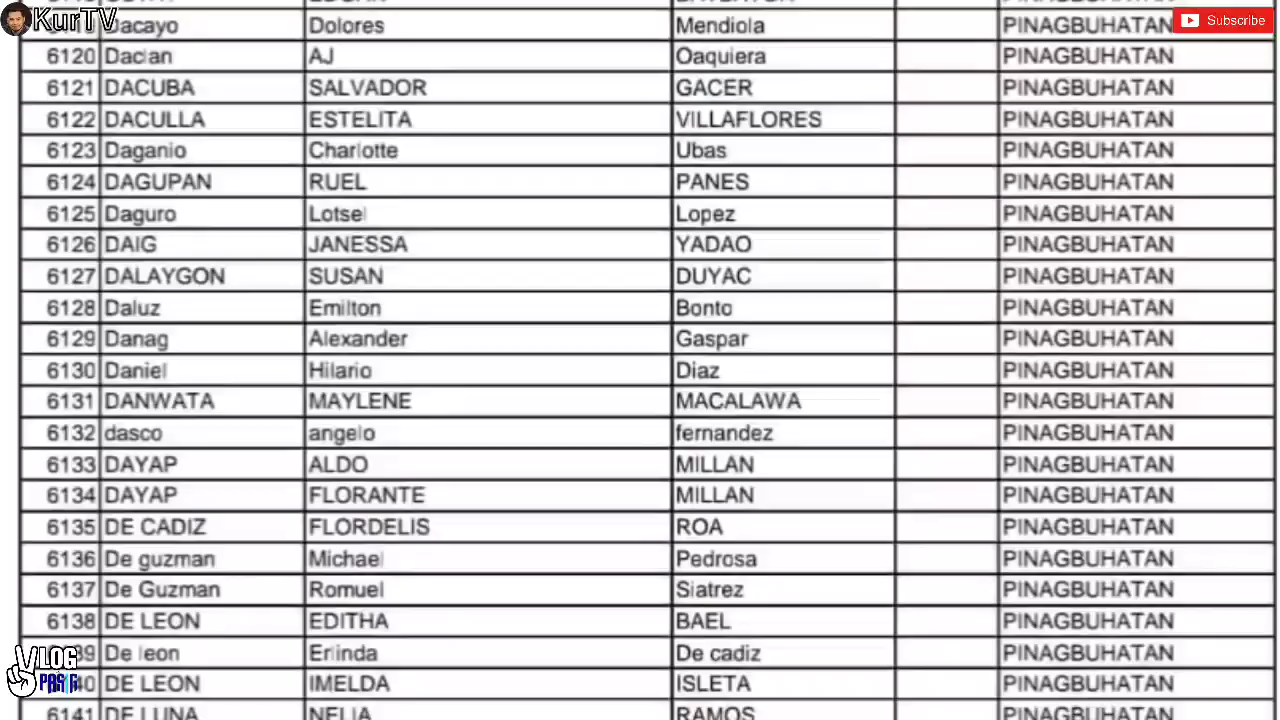 KurTV
Subscribe
Dacayo Dolores Mendiola PINAGBUHATAN
6120 Daclan AJ Oaquiera PINAGBUHATAN
6121 DACUBA SALVADOR GACER PINAGBUHATAN
6122 DACULLA ESTELITA VILLAFLORES PINAGBUHATAN
6123 Daganio Charlotte Ubas PINAGBUHATAN
6124 DAGUPAN RUEL PANES PINAGBUHATAN
6125 Daguro Lotsel Lopez PINAGBUHATAN
6126 DAIG JANESSA YADAO PINAGBUHATAN
6127 DALAYGON SUSAN DUYAC PINAGBUHATAN
6128 Daluz Emilton Bonto PINAGBUHATAN
6129 Danag Alexander Gaspar PINAGBUHATAN
6130 Daniel Hilario Diaz PINAGBUHATAN
6131 DANWATA MAYLENE MACALAWA PINAGBUHATAN
6132 dasco angelo fernandez PINAGBUHATAN
6133 DAYAP ALDO MILLAN PINAGBUHATAN
6134 DAYAP FLORANTE MILLAN PINAGBUHATAN
6135 DE CADIZ FLORDELIS ROA PINAGBUHATAN
6136 De guzman Michael Pedrosa PINAGBUHATAN
6137 De Guzman Romuel Siatrez PINAGBUHATAN
6138 DE LEON EDITHA BAEL PINAGBUHATAN
39 De leon Erlinda De cadiz PINAGBUHATAN
40 DE LEON IMELDA ISLETA PINAGBUHATAN
6141 DE LUNA NELIA RAMOS PINAGBUHATAN
VLOG